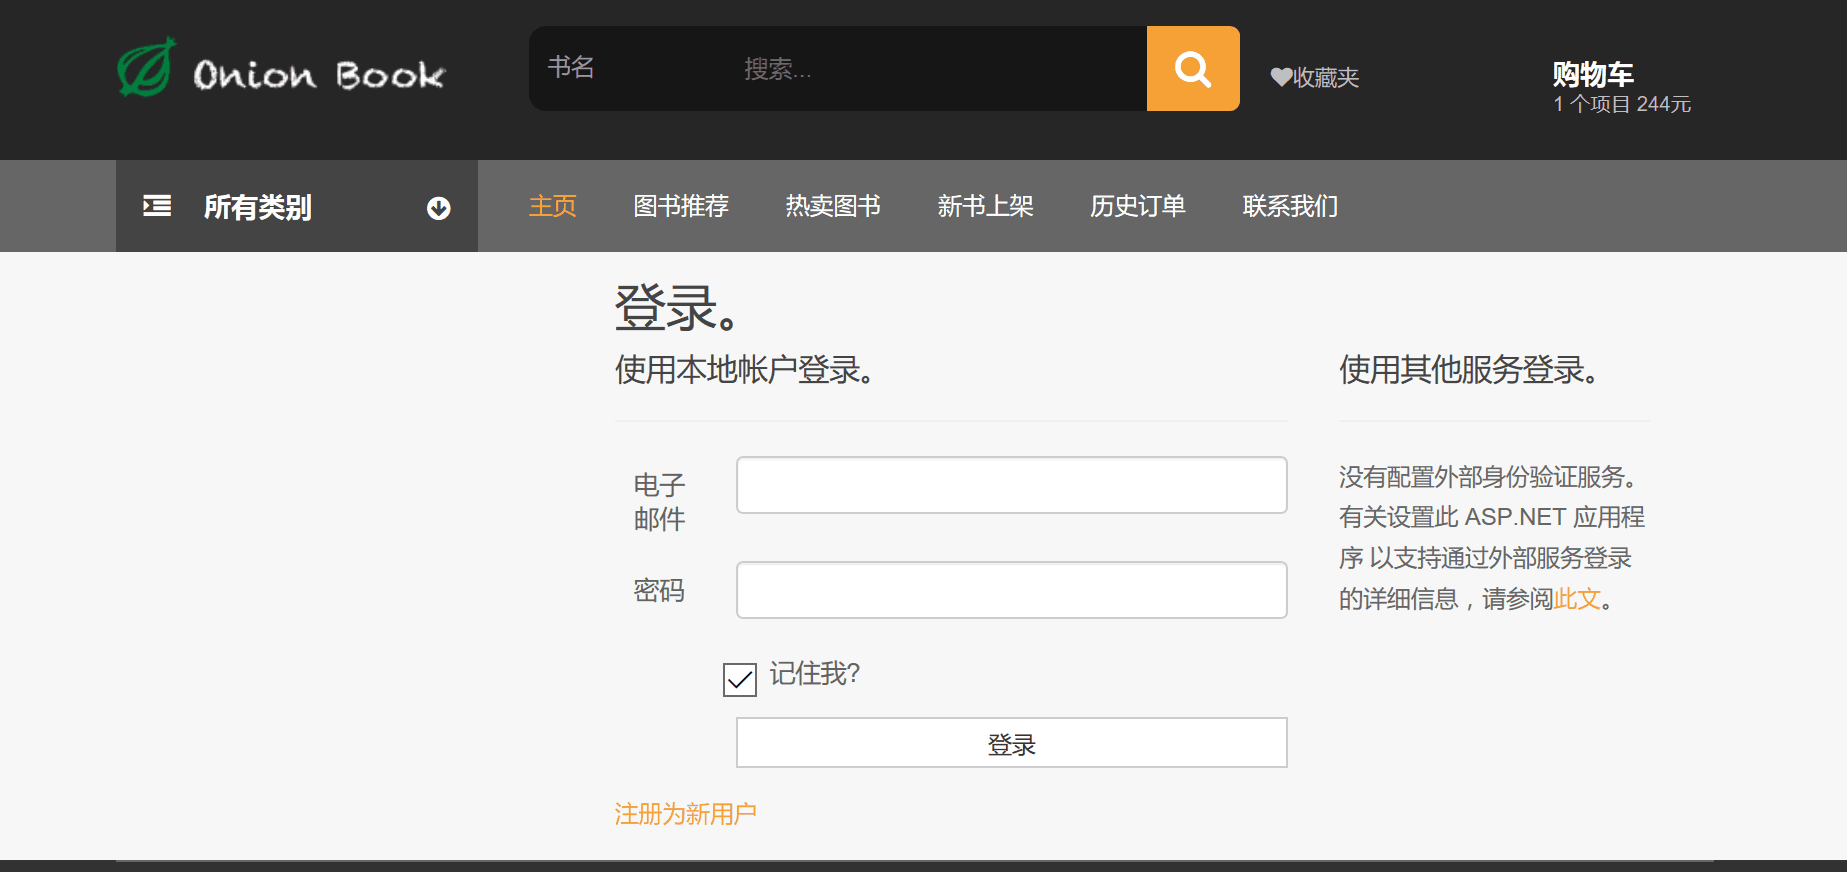 Onion Book
书名
搜索...
收藏夹
购物车
1 个项目 244元
所有类别
主页
图书推荐
热卖图书
新书上架
历史订单
联系我们
登录。
使用本地帐户登录。
电子
邮件
密码
记住我?
登录
注册为新用户
使用其他服务登录。
没有配置外部身份验证服务。
有关设置此 ASP.NET 应用程
序 以支持通过外部服务登录
的详细信息，请参阅此文。